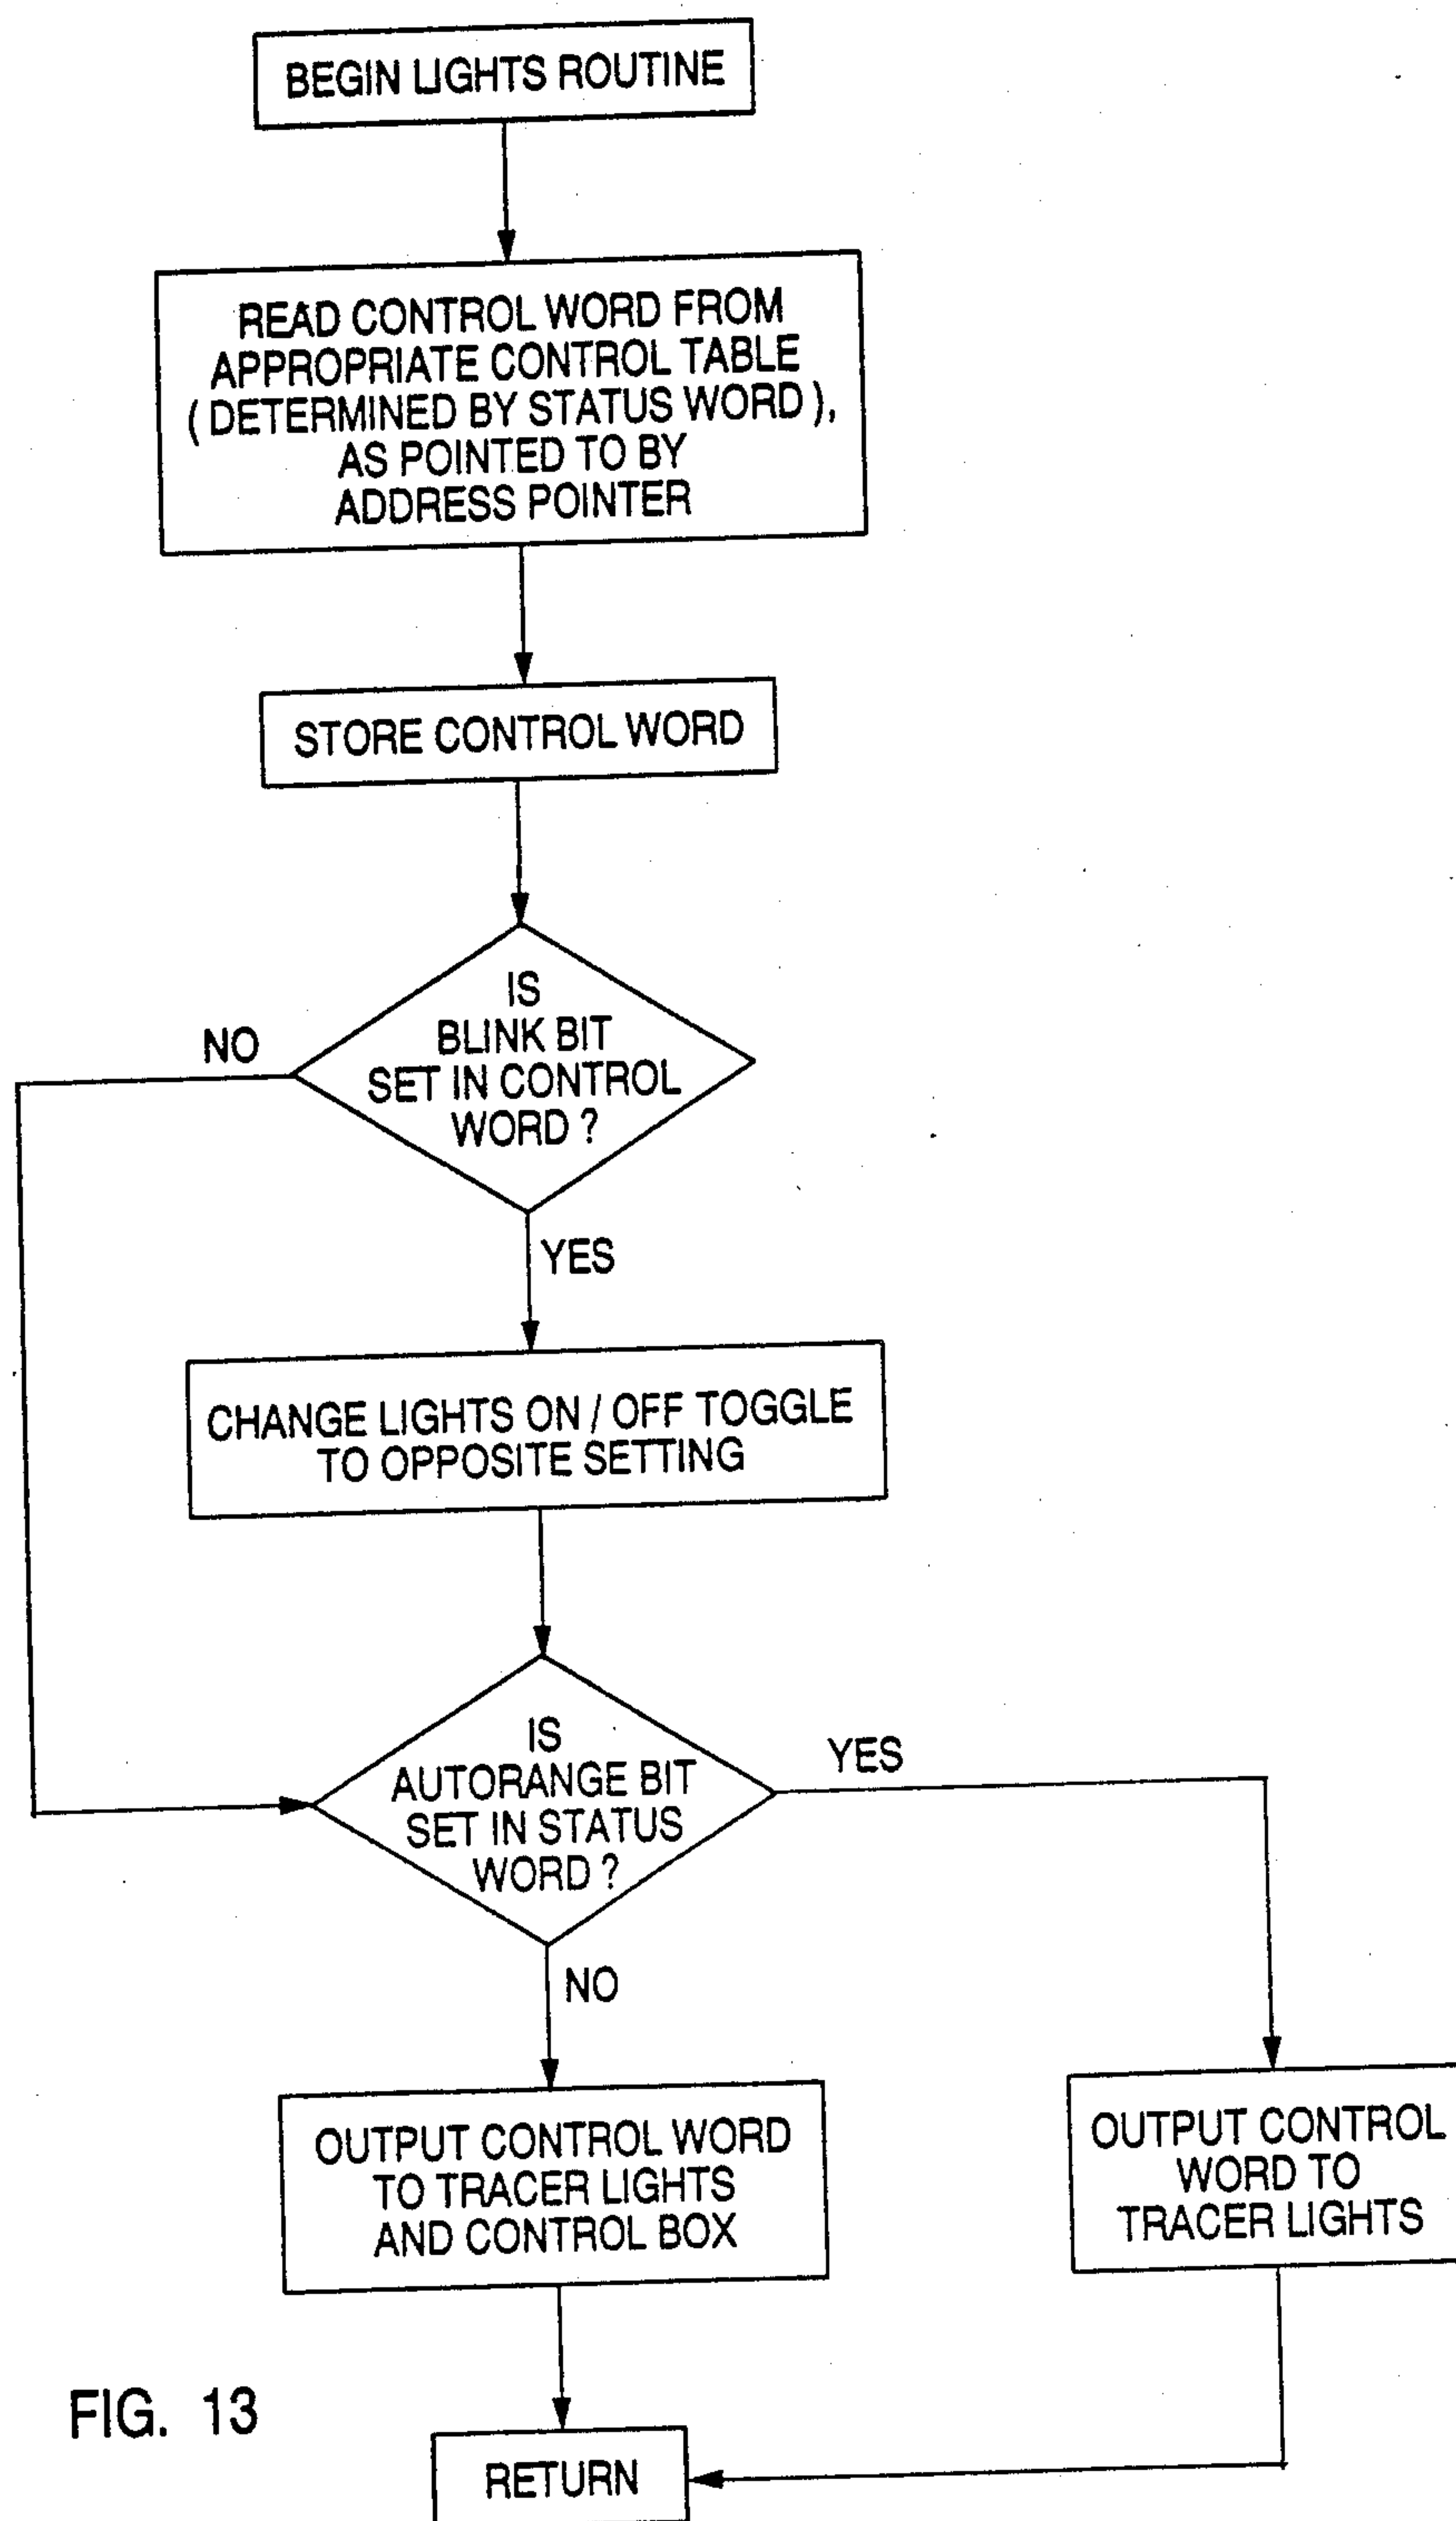 BEGIN LIGHTS ROUTINE
READ CONTROL WORD FROM
APPROPRIATE CONTROL TABLE
( DETERMINED BY STATUS WORD ),
AS POINTED TO BY
ADDRESS POINTER
STORE CONTROL WORD
IS
BLINK BIT
SET IN CONTROL
WORD ?
NO
YES
CHANGE LIGHTS ON / OFF TOGGLE
TO OPPOSITE SETTING
IS
AUTORANGE BIT
SET IN STATUS
WORD ?
YES
NO
OUTPUT CONTROL WORD
TO TRACER LIGHTS
AND CONTROL BOX
OUTPUT CONTROL
WORD TO
TRACER LIGHTS
FIG. 13
RETURN